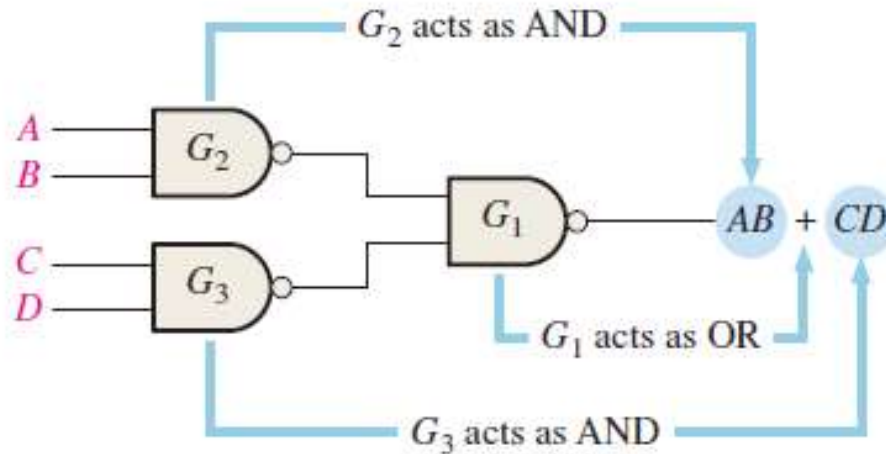 G₂ acts as AND
A
B
G₂
G₁
AB + CD
C
D
G₃
G₁ acts as OR
G₃ acts as AND